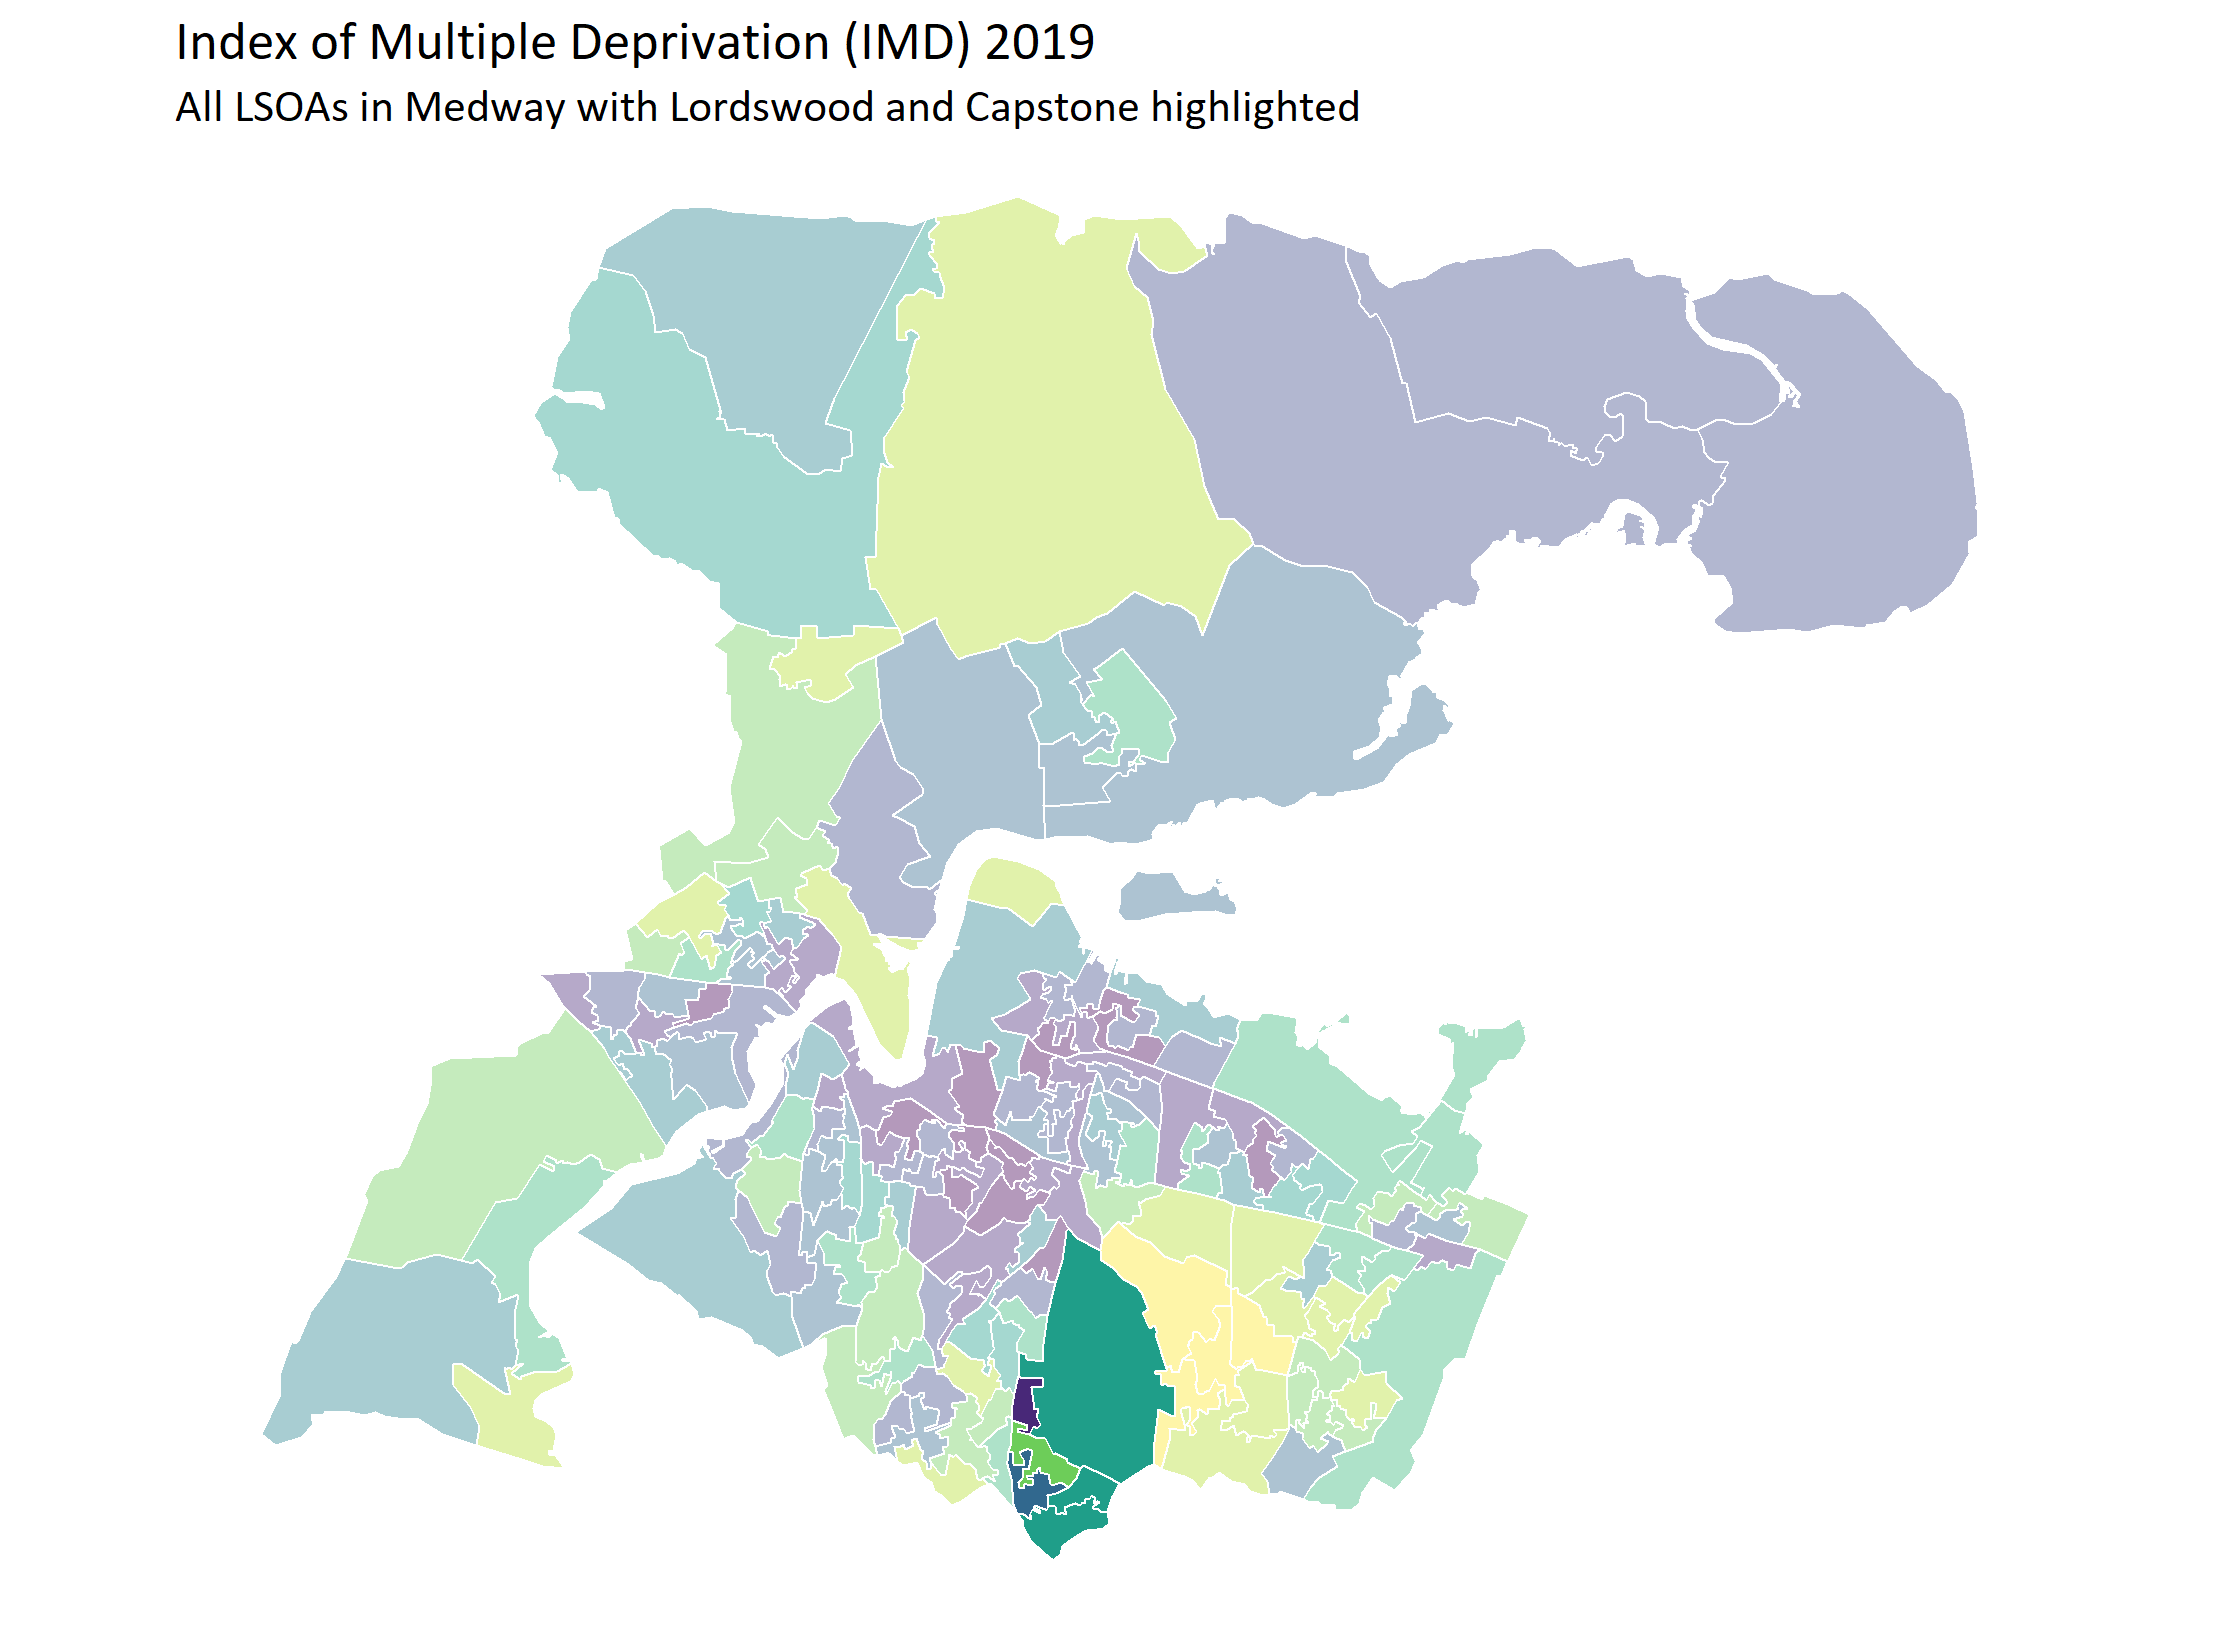 Index of Multiple Deprivation (IMD) 2019
All LSOAs in Medway with Lordswood and Capstone highlighted